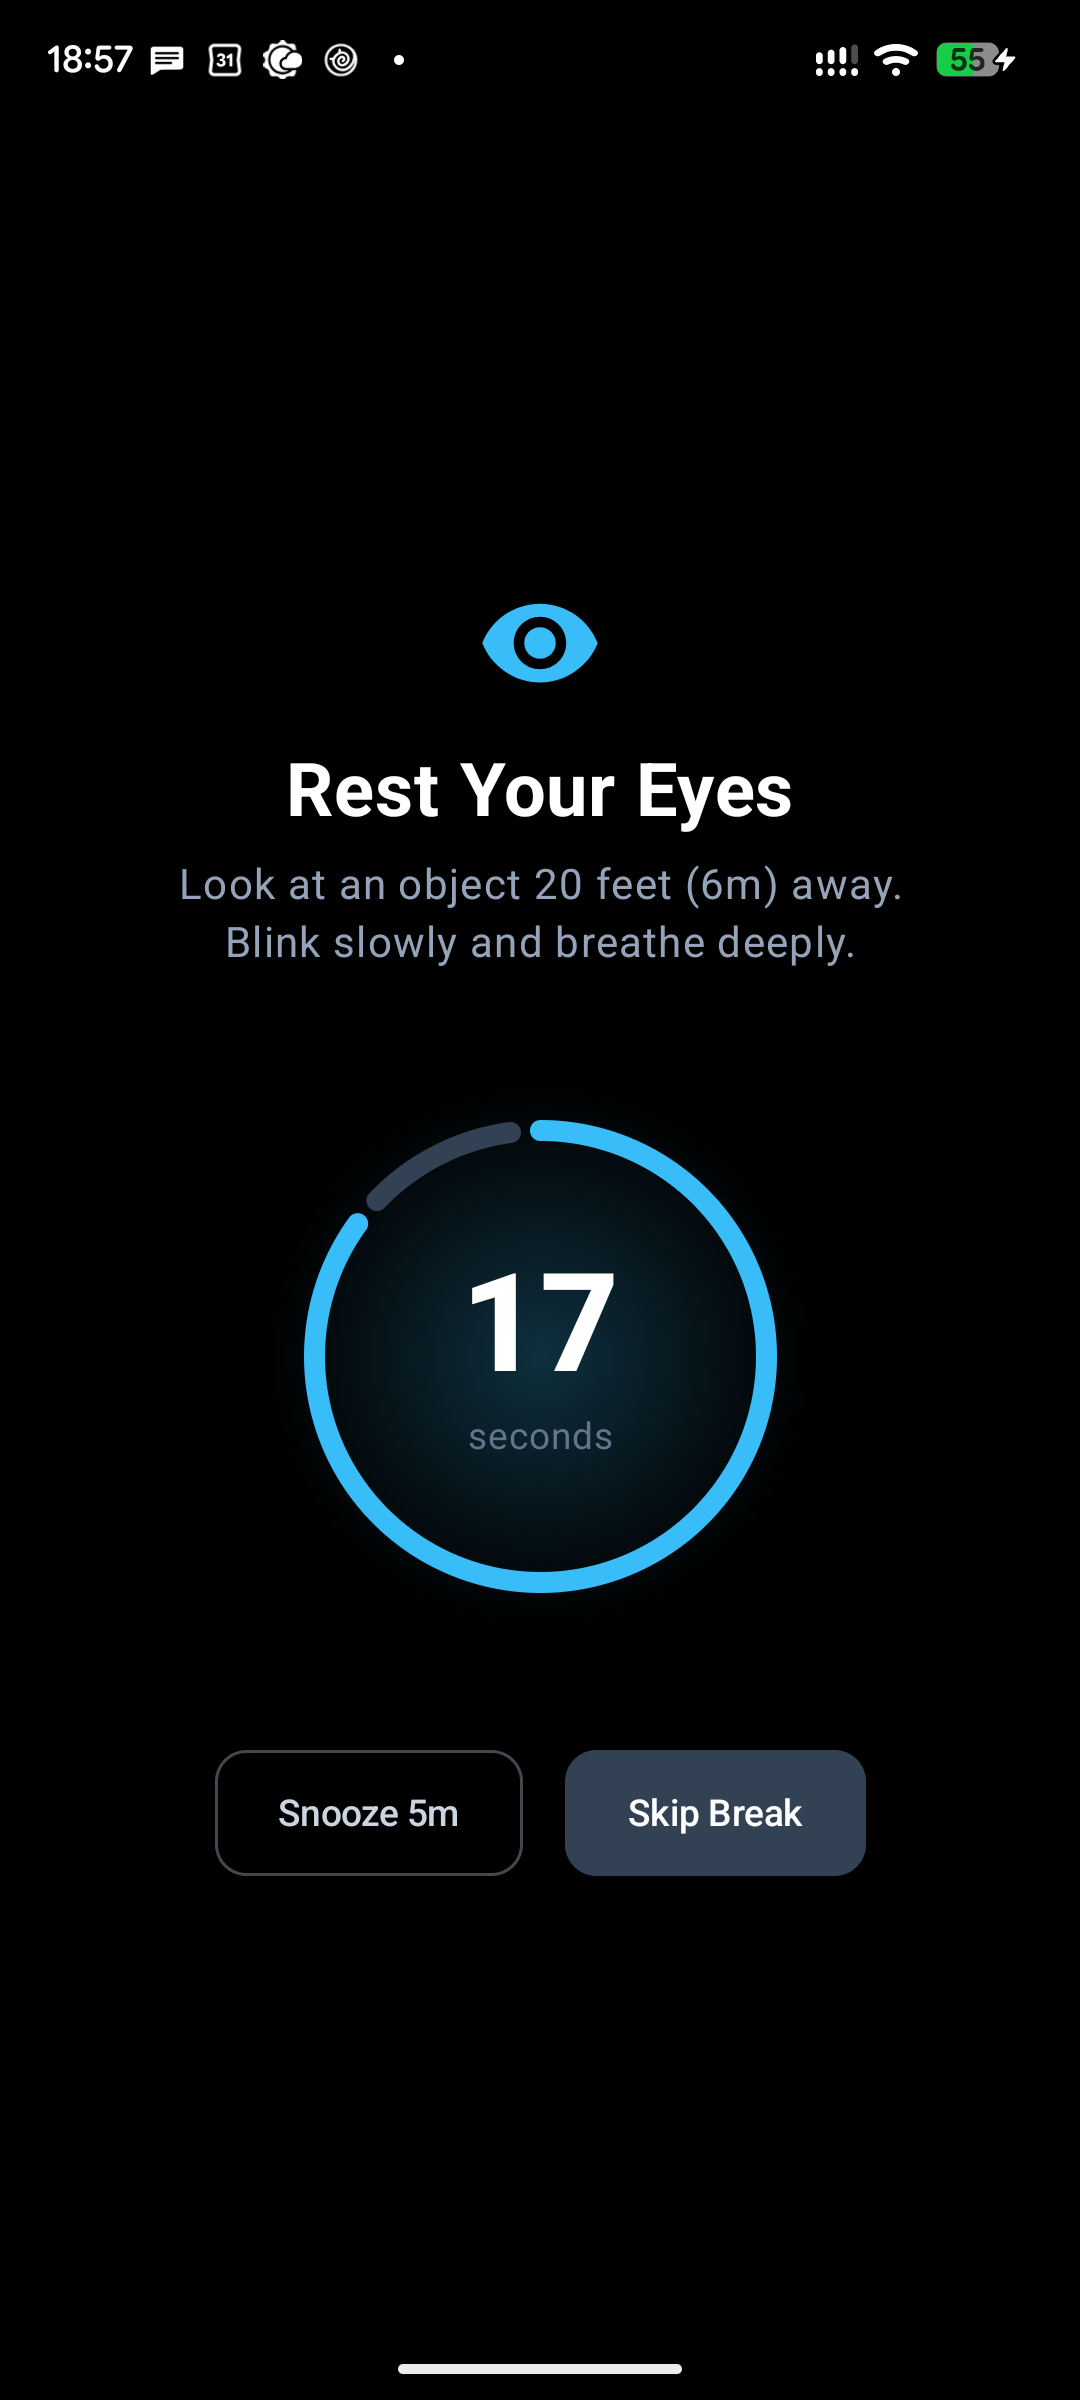 18:57
31
55
Rest Your Eyes
Look at an object 20 feet (6m) away.
Blink slowly and breathe deeply.
17
seconds
Snooze 5m
Skip Break